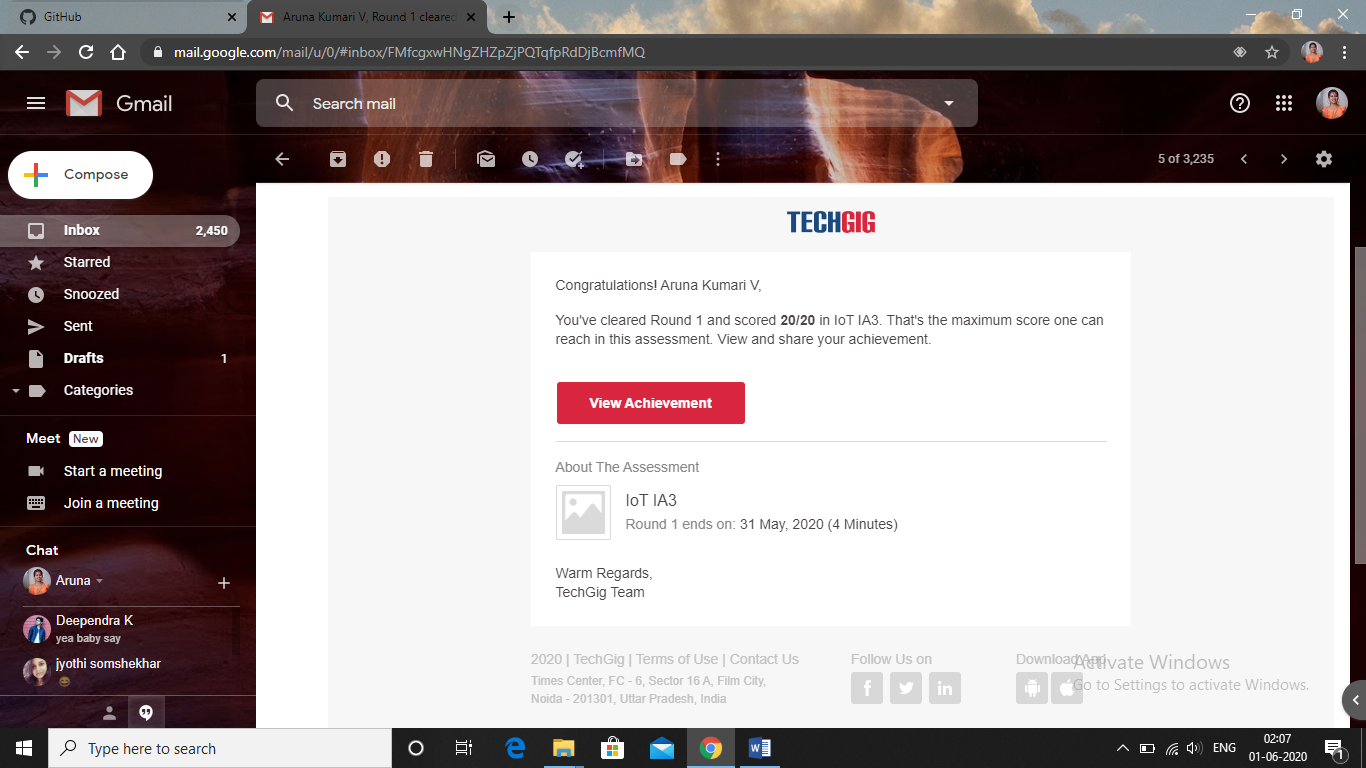 GitHub
Aruna Kumari V, Round 1 cleared
mail.google.com/mail/u/0/#inbox/FMfcgxwHNgZHZpZjPQTqfpRdDjBcmfMQ
Gmail
Search mail
Compose
5 of 3,235
Inbox 2,450
Starred
Snoozed
Sent
Drafts 1
Categories
Meet New
Start a meeting
Join a meeting
Chat
Aruna
Deependra K
yea baby say
jyothi somshekhar
TECHGIG
Congratulations! Aruna Kumari V,
You've cleared Round 1 and scored 20/20 in IoT IA3. That's the maximum score one can
reach in this assessment. View and share your achievement.
View Achievement
About The Assessment
IoT IA3
Round 1 ends on: 31 May, 2020 (4 Minutes)
Warm Regards,
TechGig Team
2020 | TechGig | Terms of Use | Contact Us
Times Center, FC - 6, Sector 16 A, Film City,
Noida - 201301, Uttar Pradesh, India
Follow Us on
Download App
Activate Windows
Go to Settings to activate Windows.
Type here to search
ENG
02:07
01-06-2020
1